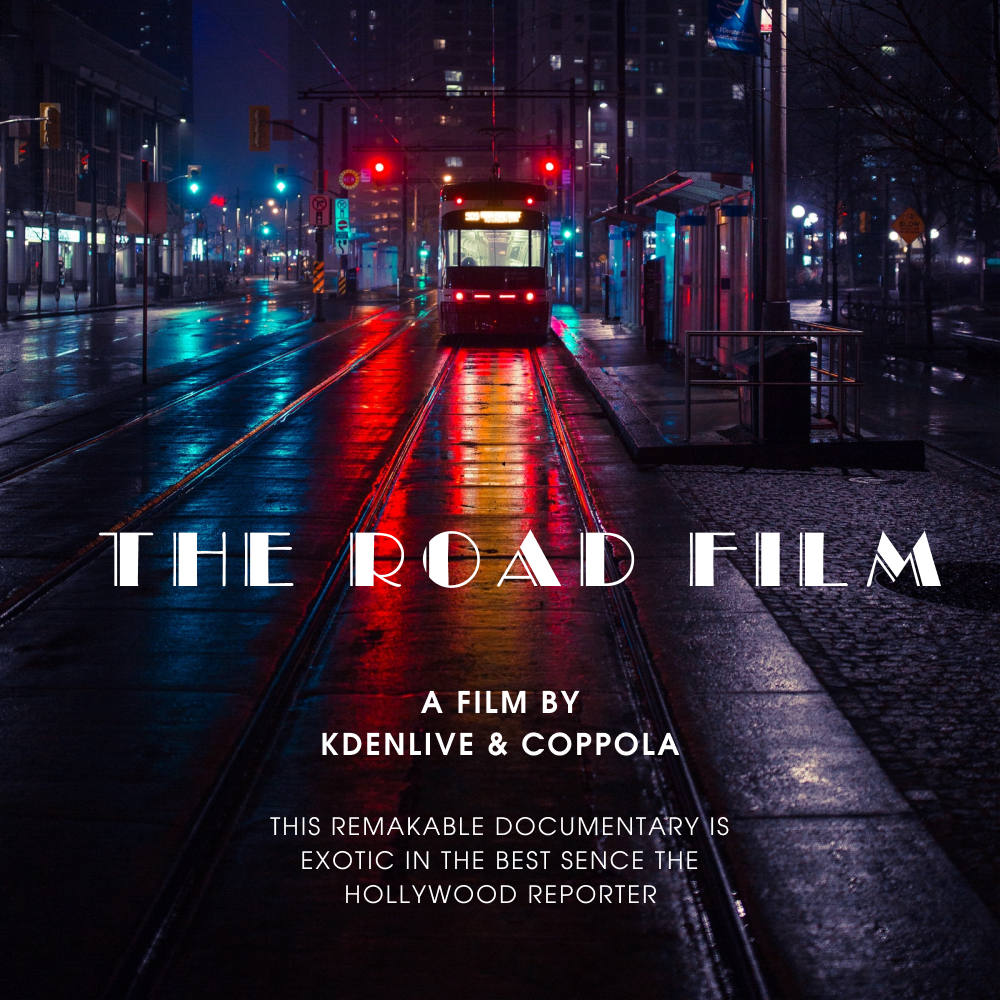 THE ROAD FILM
A FILM BY
KDENLIVE & COPPOLA
THIS REMAKABLE DOCUMENTARY IS
EXOTIC IN THE BEST SENCE THE
HOLLYWOOD REPORTER